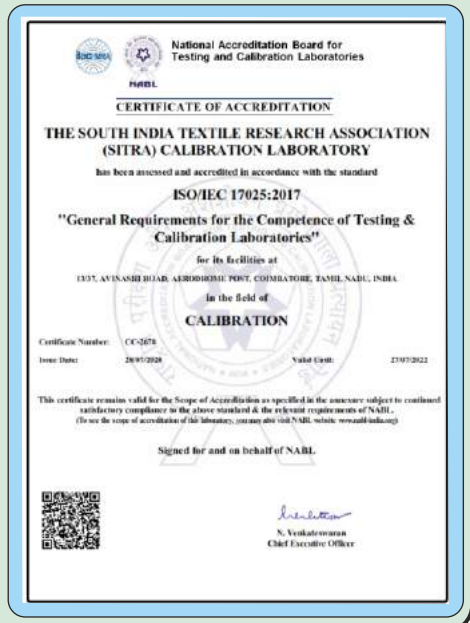 National Accreditation Board for
Testing and Calibration Laboratories
NABL
CERTIFICATE OF ACCREDITATION
THE SOUTH INDIA TEXTILE RESEARCH ASSOCIATION
(SITRA) CALIBRATION LABORATORY
has been assessed and accredited in accordance with the standard
ISO/IEC 17025:2017
"General Requirements for the Competence of Testing &
Calibration Laboratories"
for its facilities at
13/37, AVINASHI ROAD, AERODROME POST, COIMBATORE, TAMIL NADU, INDIA
in the field of
CALIBRATION
Certificate Number: CC-2678
Issue Date: 28/07/2020 Valid Until: 27/07/2022
This certificate remains valid for the Scope of Accreditation as specified in the annexure subject to continued
satisfactory compliance to the above standard & the relevant requirements of NABL.
(To see the scope of accreditation of this laboratory, you may also visit NABL website www.nabl-india.org)
Signed for and on behalf of NABL
N. Venkateswaran
Chief Executive Officer